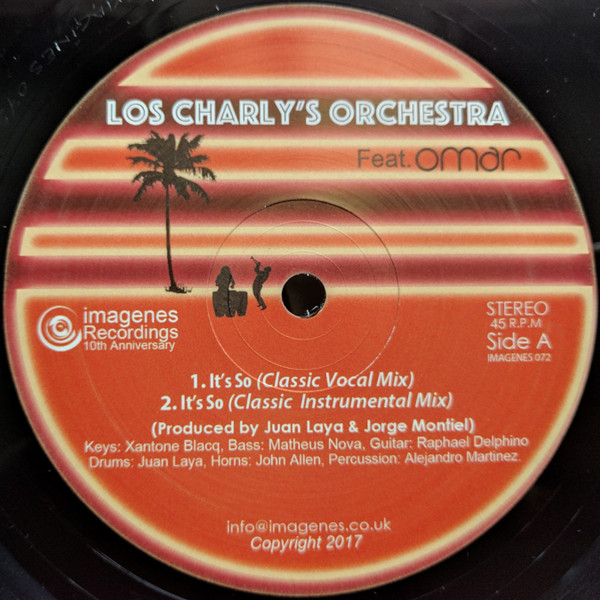 LOS CHARLY'S ORCHESTRA
Feat. omar
imagenes
Recordings
10th Anniversary
STEREO
45 R.P.M
Side A
IMAGENES 072
1. It's So (Classic Vocal Mix)
2. It's So (Classic Instrumental Mix)
(Produced by Juan Laya & Jorge Montiel)
Keys: Xantone Blacq, Bass: Matheus Nova, Guitar: Raphael Delphino
Drums: Juan Laya, Horns: John Allen, Percussion: Alejandro Martinez.
info@imagenes.co.uk
Copyright 2017